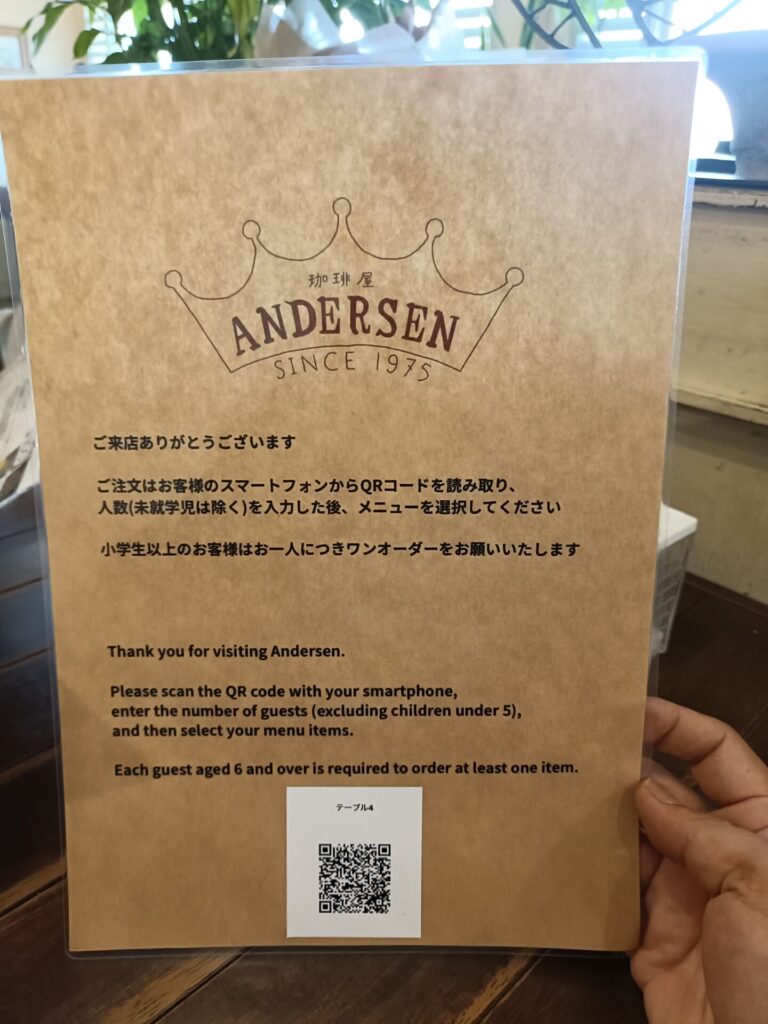 珈琲屋
ANDERSEN
SINCE 1975
ご来店ありがとうございます
ご注文はお客様のスマートフォンからQRコードを読み取り、
人数(未就学児は除く)を入力した後、メニューを選択してください
小学生以上のお客様はお一人につきワンオーダーをお願いいたします
Thank you for visiting Andersen.
Please scan the QR code with your smartphone,
enter the number of guests (excluding children under 5),
and then select your menu items.
Each guest aged 6 and over is required to order at least one item.
テーブル4